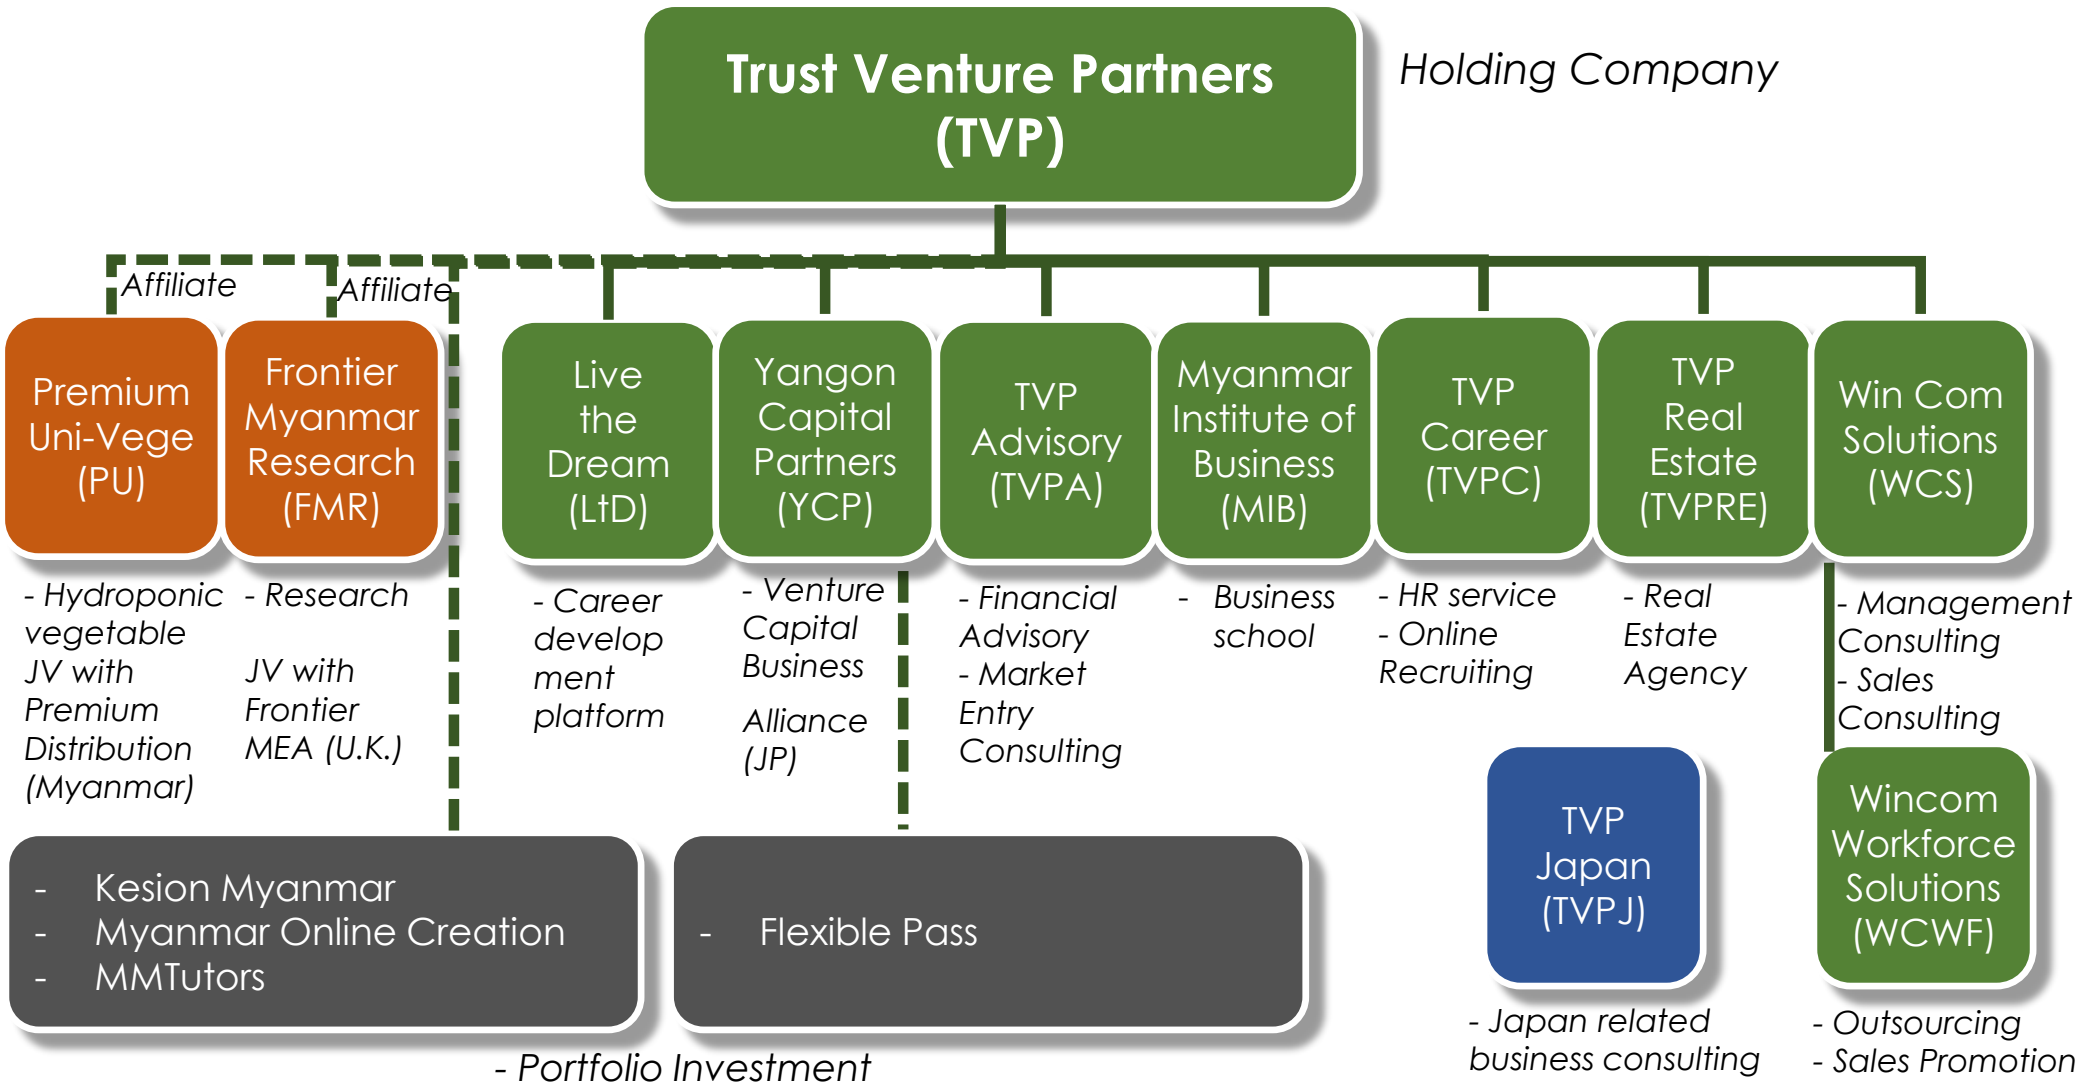 Trust Venture Partners
(TVP)
Holding Company
Affiliate
Affiliate
Premium
Uni-Vege
(PU)
Frontier
Myanmar
Research
(FMR)
Live
the
Dream
(LtD)
Yangon
Capital
Partners
(YCP)
TVP
Advisory
(TVPA)
Myanmar
Institute of
Business
(MIB)
TVP
Career
(TVPC)
TVP
Real
Estate
(TVPRE)
Win Com
Solutions
(WCS)
- Hydroponic
vegetable
JV with
Premium
Distribution
(Myanmar)
- Research
JV with
Frontier
MEA (U.K.)
- Career
develop
ment
platform
- Venture
Capital
Business
Alliance
(JP)
- Financial
Advisory
- Market
Entry
Consulting
- Business
school
- HR service
- Online
Recruiting
- Real
Estate
Agency
- Management
Consulting
- Sales
Consulting
- Kesion Myanmar
- Myanmar Online Creation
- MMTutors
- Flexible Pass
- Portfolio Investment
TVP
Japan
(TVPJ)
- Japan related
business consulting
Wincom
Workforce
Solutions
(WCWF)
- Outsourcing
- Sales Promotion